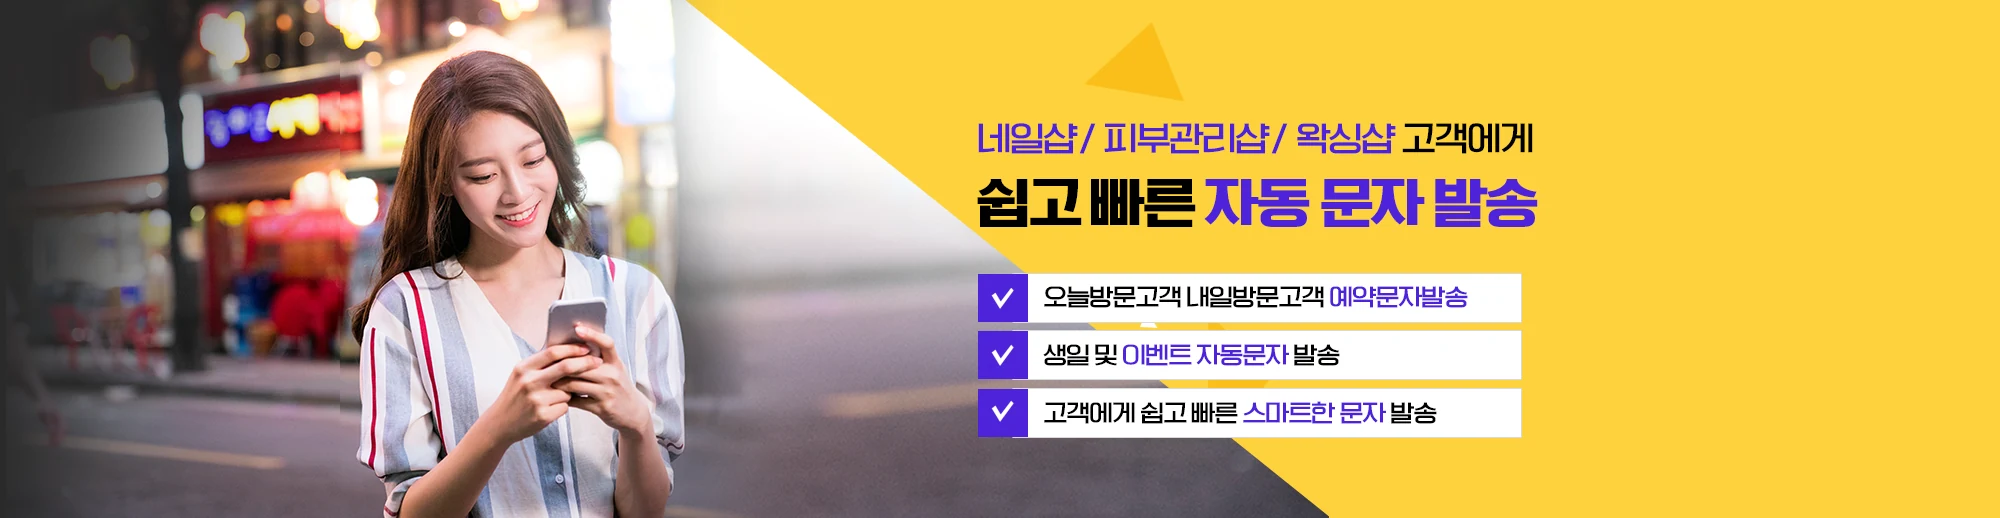 네일샵 / 피부관리샵 / 왁싱샵 고객에게
쉽고 빠른 자동 문자 발송
오늘방문고객 내일방문고객 예약문자발송
생일 및 이벤트 자동문자 발송
고객에게 쉽고 빠른 스마트한 문자 발송